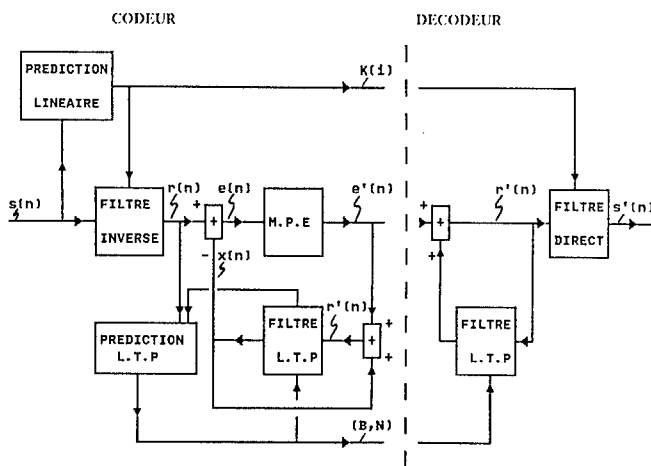 CODEUR
DECODEUR
PREDICTION
LINEAIRE
K(i)
s(n)
FILTRE
INVERSE
r(n)
+
+
e(n)
M.P.E
e'(n)
- x(n)
+
+
+
r'(n)
FILTRE
DIRECT
s'(n)
PREDICTION
L.T.P
FILTRE
L.T.P
r'(n)
+
+
+
FILTRE
L.T.P
(B,N)